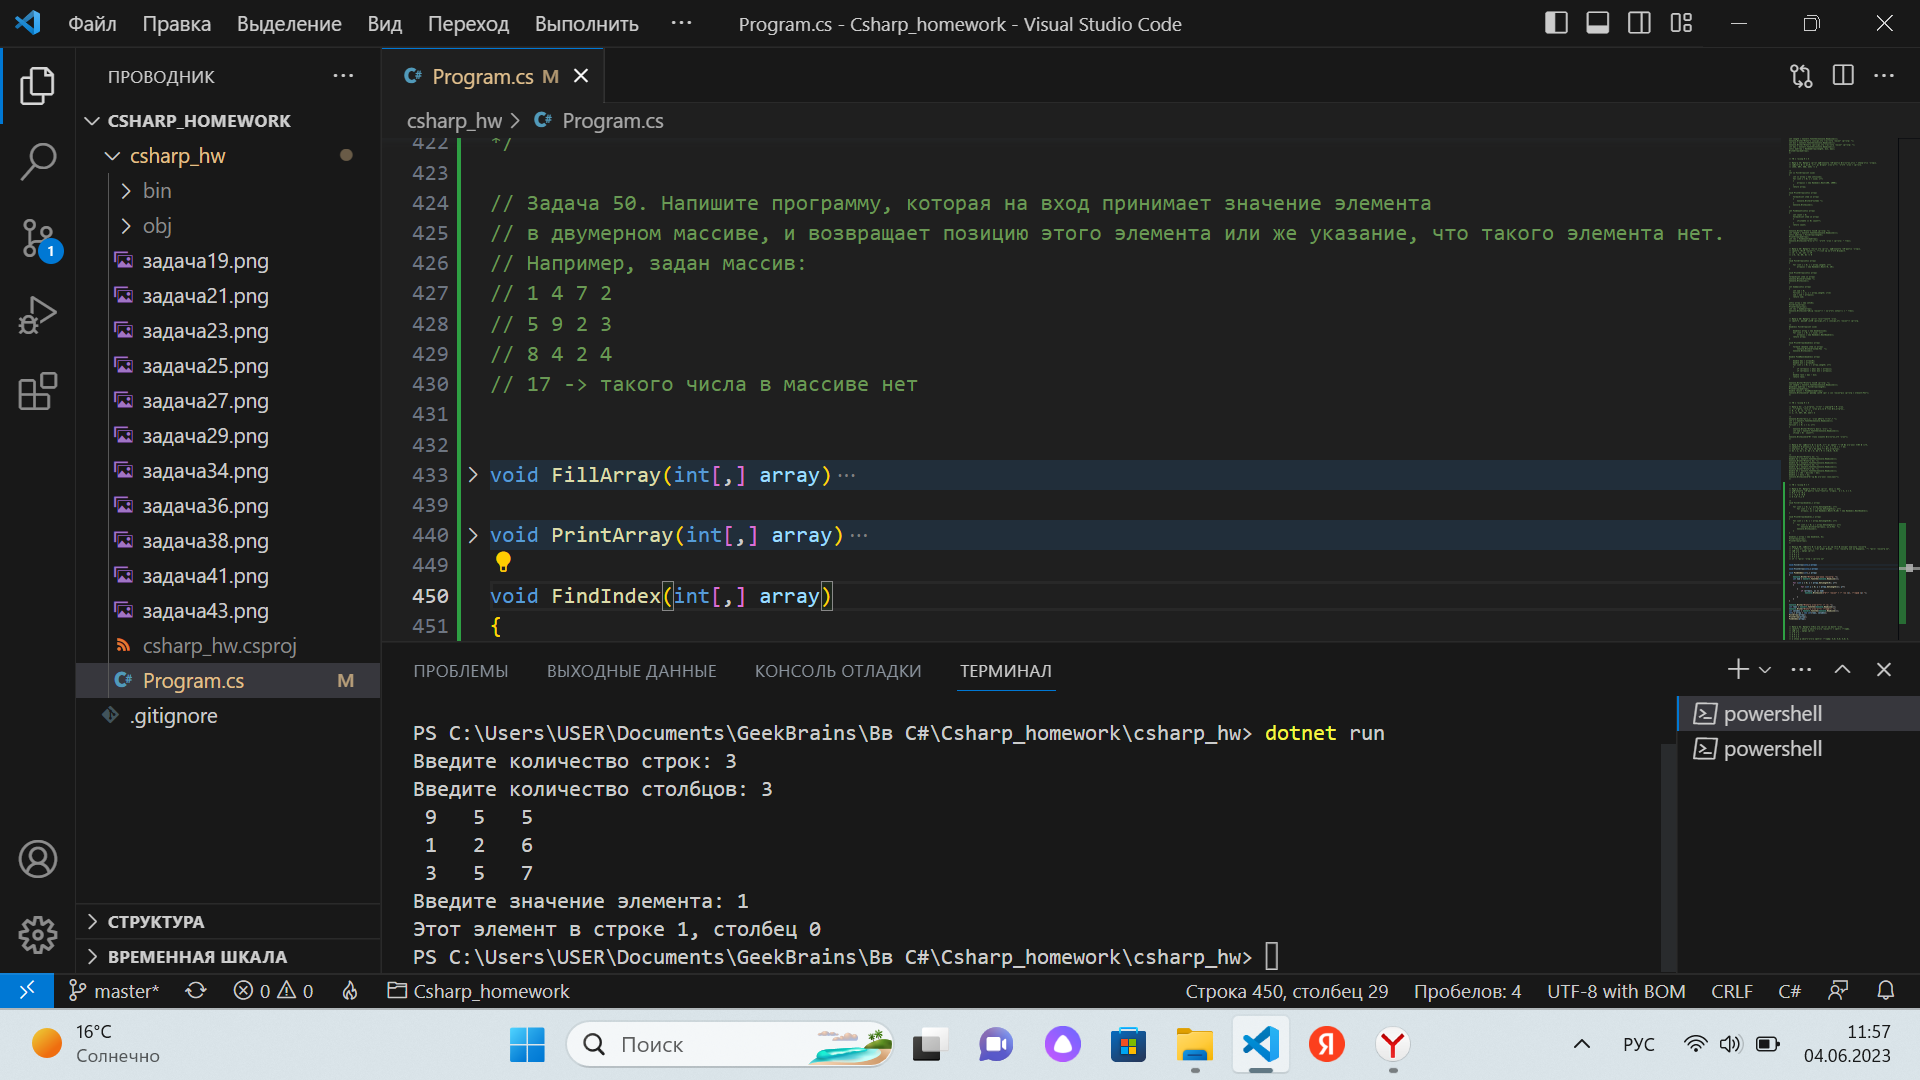 Файл Правка Выделение Вид Переход Выполнить ··· Program.cs - Csharp_homework - Visual Studio Code
ПРОВОДНИК
CSHARP_HOMEWORK
csharp_hw
bin
obj
задача19.png
задача21.png
задача23.png
задача25.png
задача27.png
задача29.png
задача34.png
задача36.png
задача38.png
задача41.png
задача43.png
csharp_hw.csproj
Program.cs M
.gitignore
СТРУКТУРА
ВРЕМЕННАЯ ШКАЛА
Program.cs M
csharp_hw > Program.cs
422 */
423
424 // Задача 50. Напишите программу, которая на вход принимает значение элемента
425 // в двумерном массиве, и возвращает позицию этого элемента или же указание, что такого элемента нет.
426 // Например, задан массив:
427 // 1 4 7 2
428 // 5 9 2 3
429 // 8 4 2 4
430 // 17 -> такого числа в массиве нет
431
432
433 void FillArray(int[,] array) ···
439
440 void PrintArray(int[,] array) ···
449
450 void FindIndex(int[,] array)
451 {
ПРОБЛЕМЫ ВЫХОДНЫЕ ДАННЫЕ КОНСОЛЬ ОТЛАДКИ ТЕРМИНАЛ
PS C:\Users\USER\Documents\GeekBrains\Вв C#\Csharp_homework\csharp_hw> dotnet run
Введите количество строк: 3
Введите количество столбцов: 3
9 5 5
1 2 6
3 5 7
Введите значение элемента: 1
Этот элемент в строке 1, столбец 0
PS C:\Users\USER\Documents\GeekBrains\Вв C#\Csharp_homework\csharp_hw>
powershell
powershell
1
master* 0 0 Csharp_homework Строка 450, столбец 29 Пробелов: 4 UTF-8 with BOM CRLF C#
16°C
Солнечно
Поиск
Я
РУС
11:57
04.06.2023